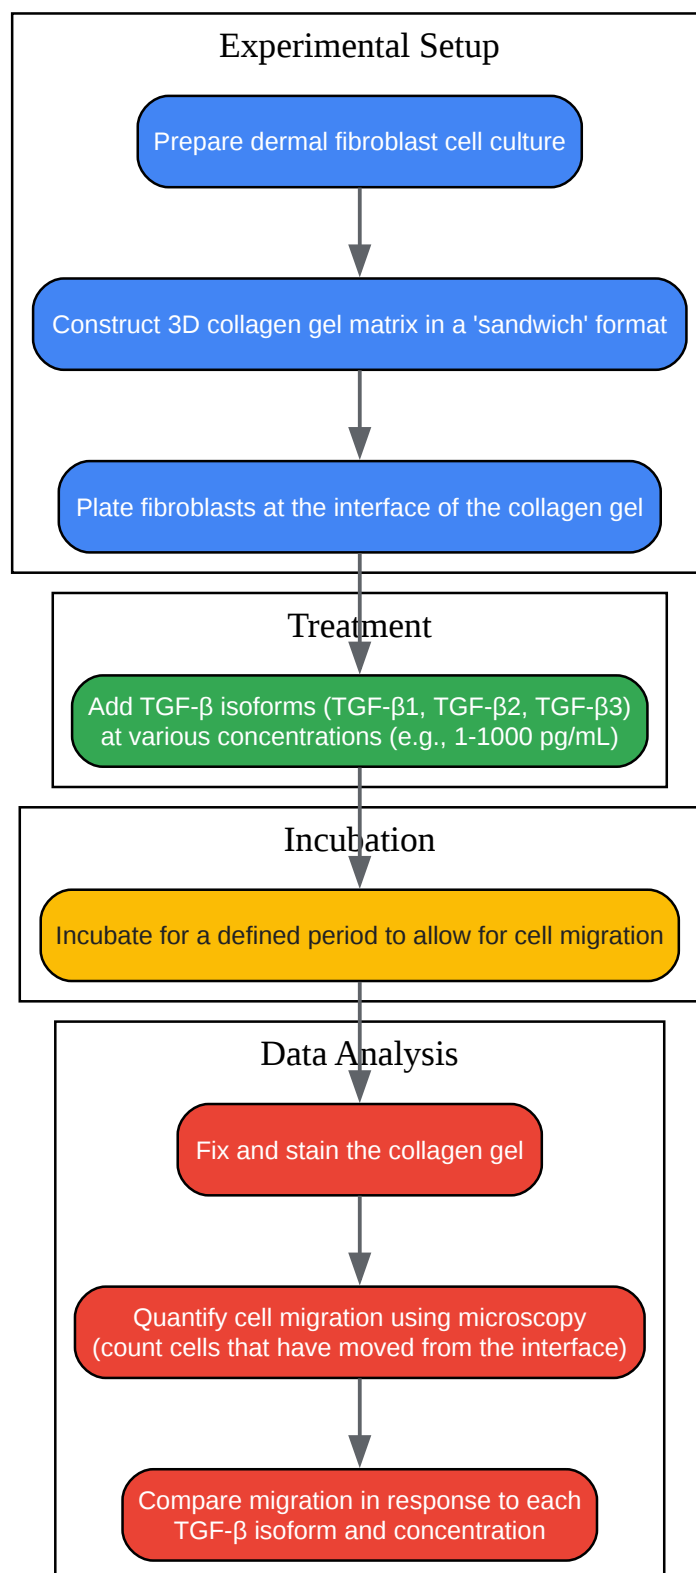 Experimental Setup
Prepare dermal fibroblast cell culture
Construct 3D collagen gel matrix in a 'sandwich' format
Plate fibroblasts at the interface of the collagen gel
Treatment
Add TGF-β isoforms (TGF-β1, TGF-β2, TGF-β3)
at various concentrations (e.g., 1-1000 pg/mL)
Incubation
Incubate for a defined period to allow for cell migration
Data Analysis
Fix and stain the collagen gel
Quantify cell migration using microscopy
(count cells that have moved from the interface)
Compare migration in response to each
TGF-β isoform and concentration